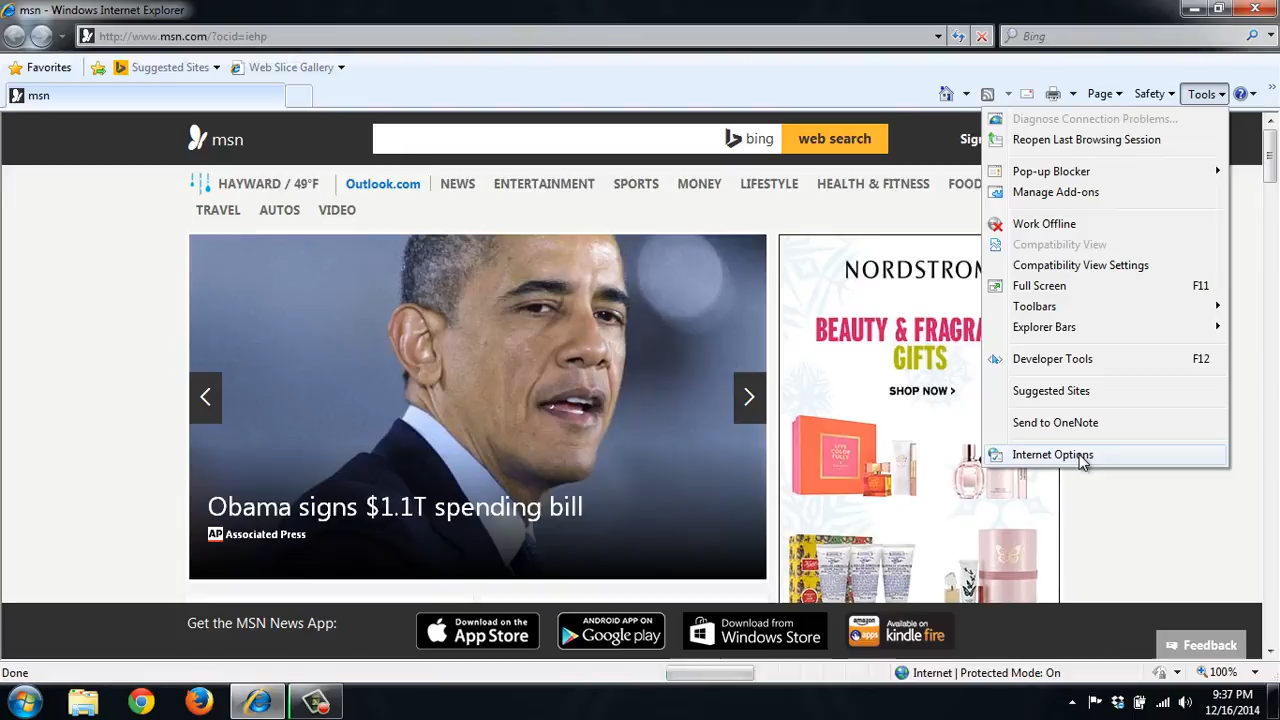 msn - Windows Internet Explorer
http://www.msn.com/?ocid=iehp
Bing
Favorites
Suggested Sites
Web Slice Gallery
msn
Page
Safety
Tools
msn
bing
web search
HAYWARD / 49°F
Outlook.com
NEWS
ENTERTAINMENT
SPORTS
MONEY
LIFESTYLE
HEALTH & FITNESS
FOOD
TRAVEL
AUTOS
VIDEO
Diagnose Connection Problems...
Reopen Last Browsing Session
Pop-up Blocker
Manage Add-ons
Work Offline
Compatibility View
Compatibility View Settings
Full Screen F11
Toolbars
Explorer Bars
Developer Tools F12
Suggested Sites
Send to OneNote
Internet Options
BEAUTY &
GIFTS
SHOP NOW >
Obama signs $1.1T spending bill
AP Associated Press
Get the MSN News App:
Download on the
App Store
ANDROID APP ON
Google play
Download from
Windows Store
amazon
apps
Available on
kindle fire
Feedback
Done
Internet | Protected Mode: On
100%
9:37 PM
12/16/2014